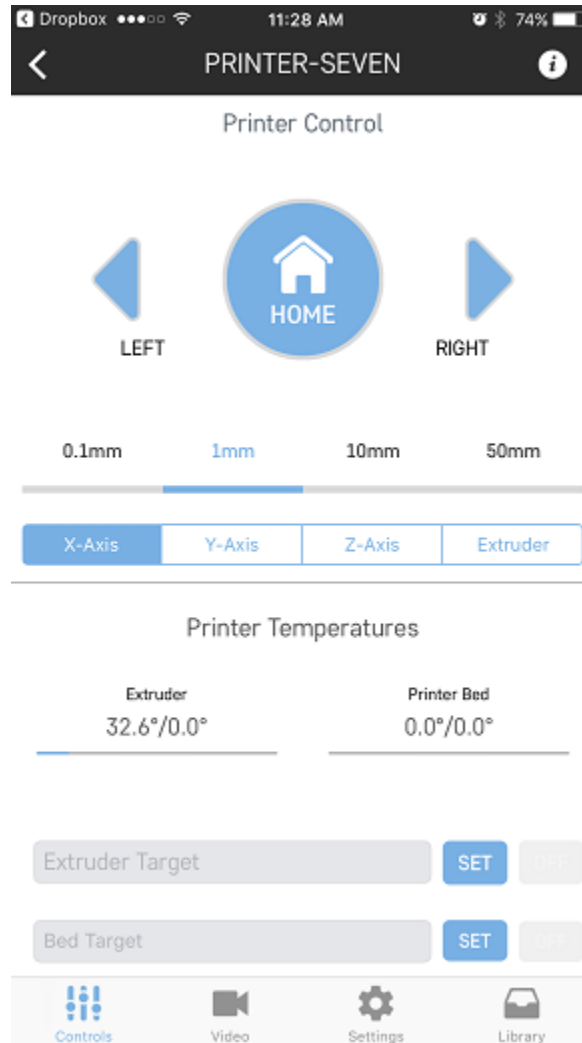 Dropbox 11:28 AM 74%
PRINTER-SEVEN
Printer Control
HOME
LEFT RIGHT
0.1mm 1mm 10mm 50mm
X-Axis Y-Axis Z-Axis Extruder
Printer Temperatures
Extruder Printer Bed
32.6°/0.0° 0.0°/0.0°
Extruder Target SET OFF
Bed Target SET OFF
Controls Video Settings Library